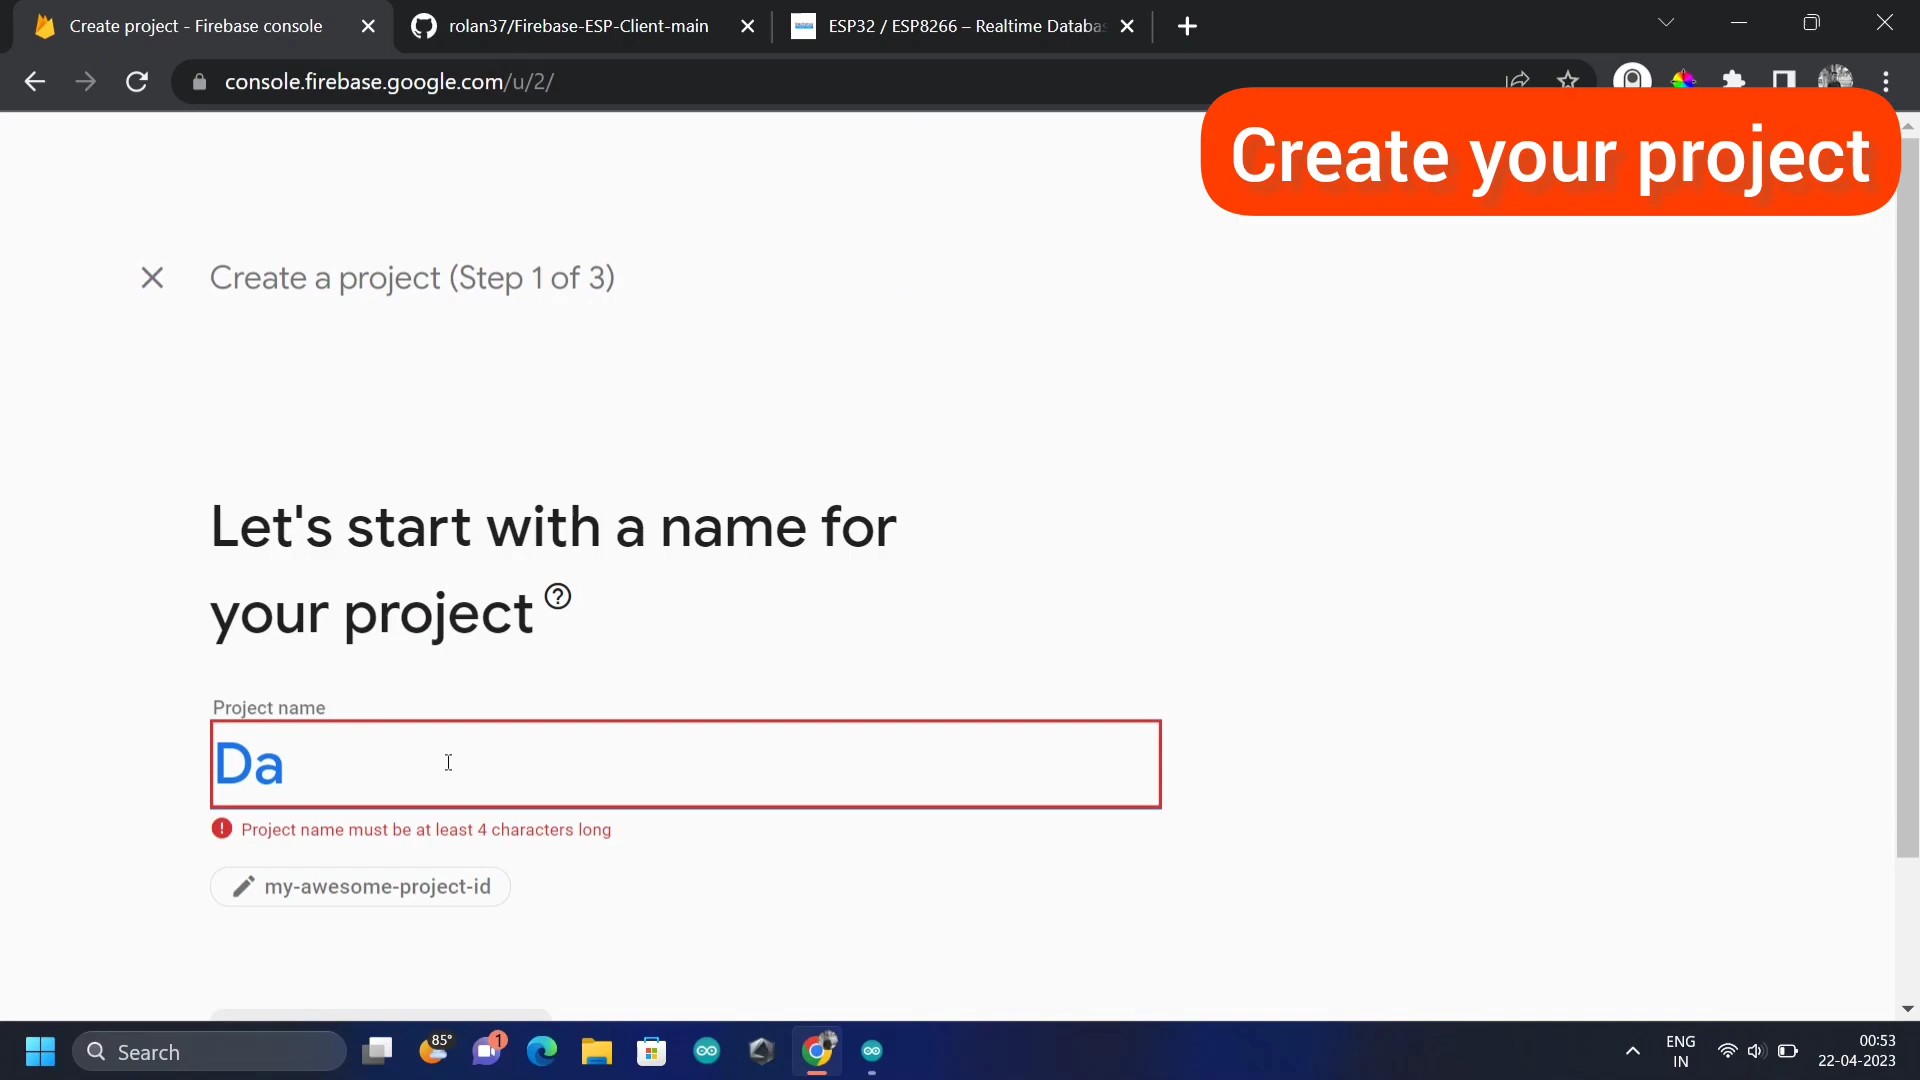 Create project - Firebase console
rolan37/Firebase-ESP-Client-main
ESP32 / ESP8266 – Realtime Databas
console.firebase.google.com/u/2/
Create your project
Create a project (Step 1 of 3)
Let's start with a name for
your project
Project name
Da
Project name must be at least 4 characters long
my-awesome-project-id
Search
85°
1
ENG
IN
00:53
22-04-2023